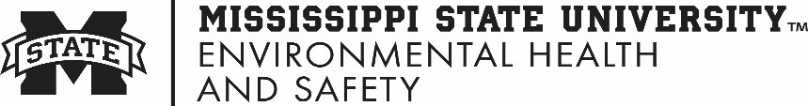 STATE
MISSISSIPPI STATE UNIVERSITY™
ENVIRONMENTAL HEALTH
AND SAFETY